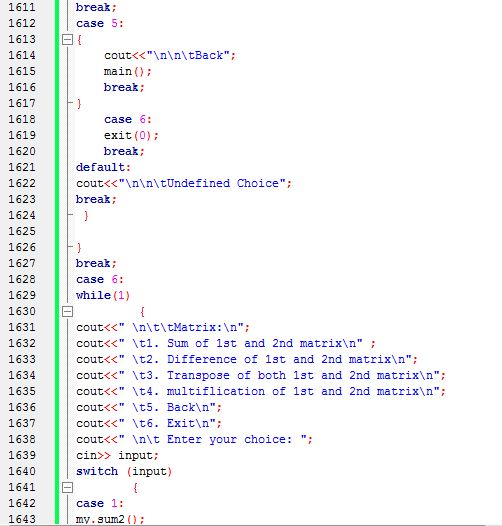 1611 break;
1612 case 5:
1613 {
1614 cout<<"\n\n\tBack";
1615 main();
1616 break;
1617 }
1618 case 6:
1619 exit(0);
1620 break;
1621 default:
1622 cout<<"\n\n\tUndefined Choice";
1623 break;
1624 }
1625
1626 }
1627 break;
1628 case 6:
1629 while(1)
1630 {
1631 cout<<" \n\t\tMatrix:\n";
1632 cout<<" \t1. Sum of 1st and 2nd matrix\n" ;
1633 cout<<" \t2. Difference of 1st and 2nd matrix\n";
1634 cout<<" \t3. Transpose of both 1st and 2nd matrix\n";
1635 cout<<" \t4. multiflication of 1st and 2nd matrix\n";
1636 cout<<" \t5. Back\n";
1637 cout<<" \t6. Exit\n";
1638 cout<<" \n\t Enter your choice: ";
1639 cin>> input;
1640 switch (input)
1641 {
1642 case 1:
1643 my.sum2();